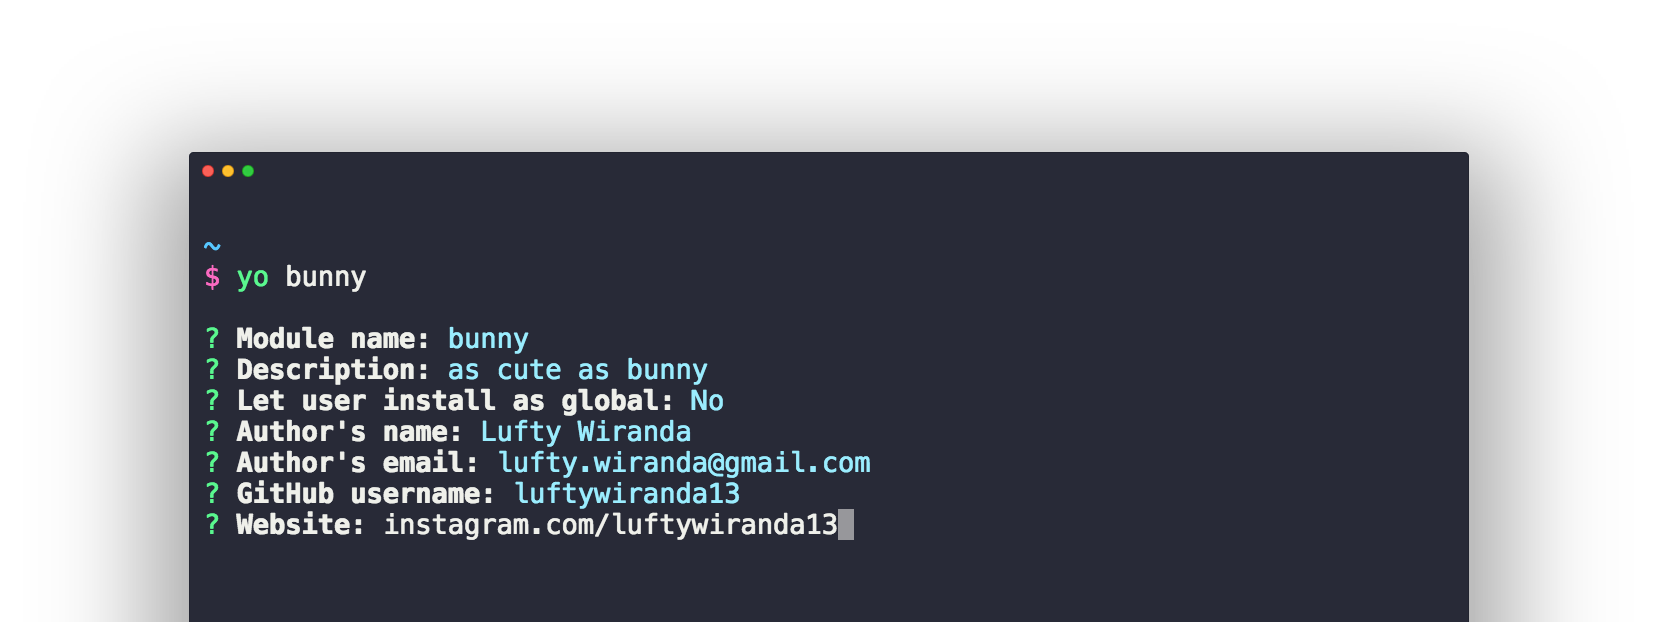 ~
$ yo bunny
? Module name: bunny
? Description: as cute as bunny
? Let user install as global: No
? Author's name: Lufty Wiranda
? Author's email: lufty.wiranda@gmail.com
? GitHub username: luftywiranda13
? Website: instagram.com/luftywiranda13